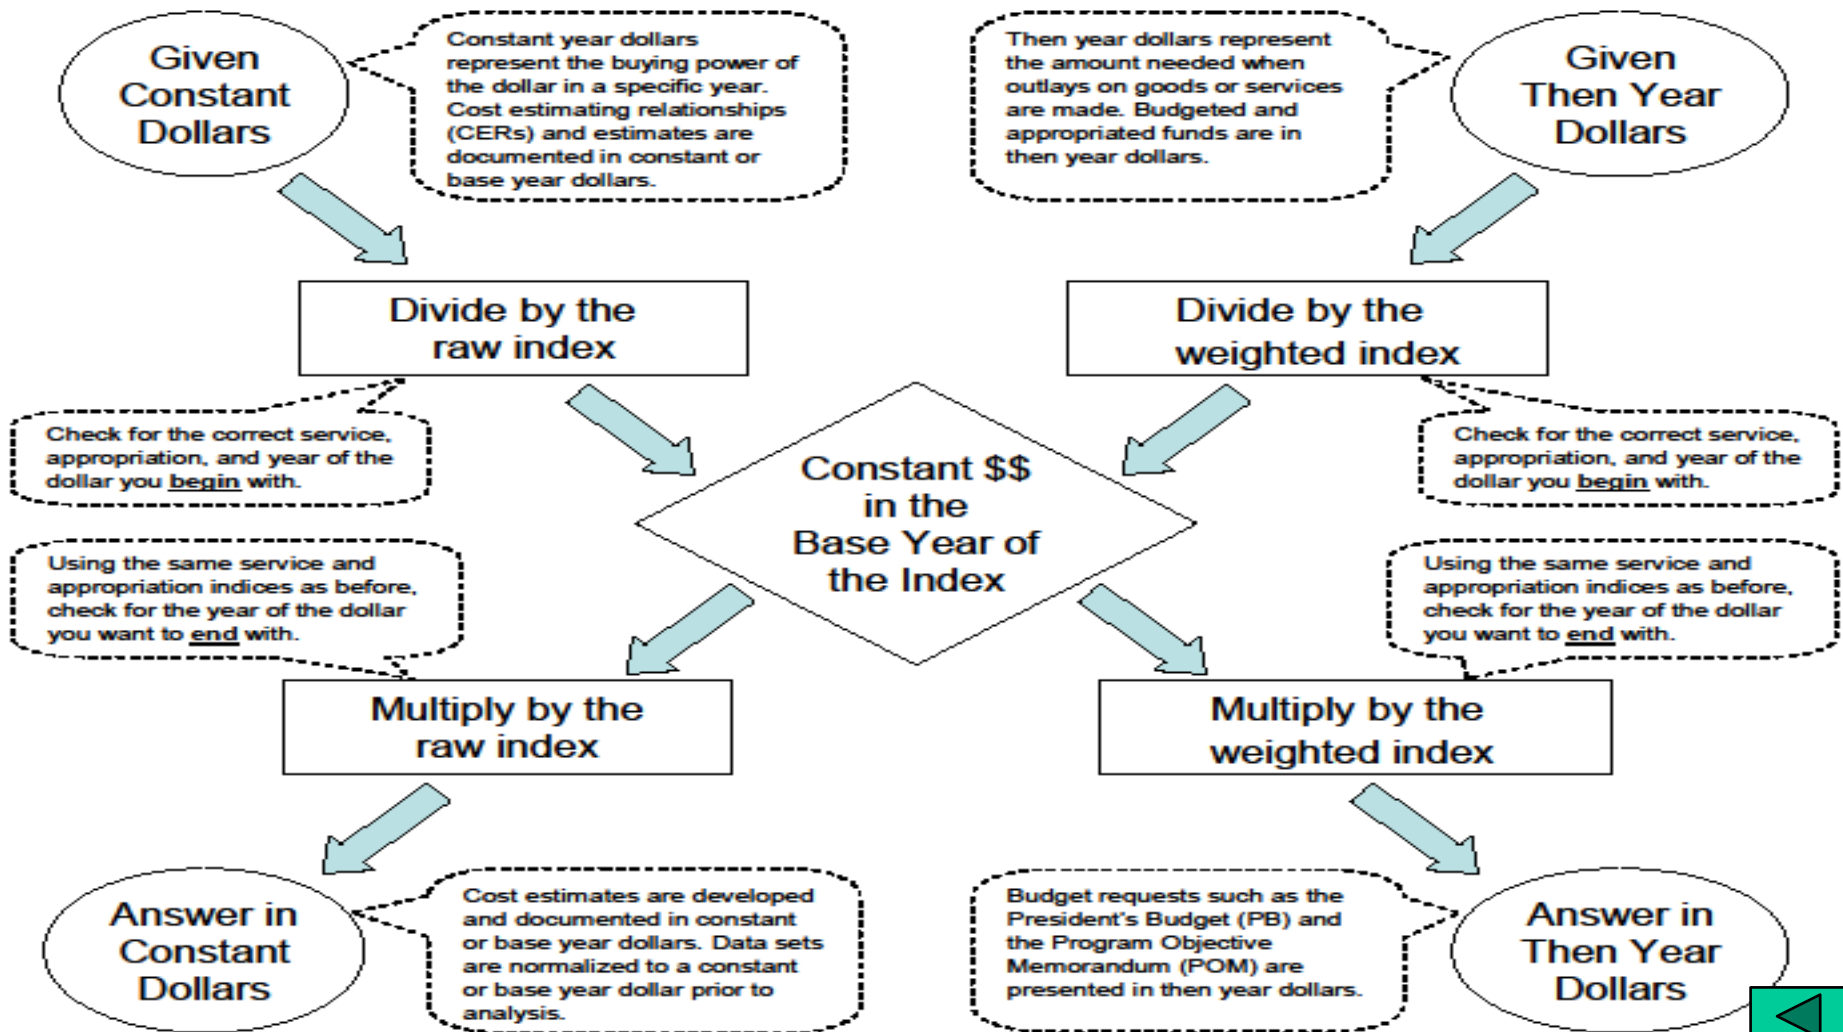 Given
Constant
Dollars
Constant year dollars
represent the buying power of
the dollar in a specific year.
Cost estimating relationships
(CERs) and estimates are
documented in constant or
base year dollars.
Then year dollars represent
the amount needed when
outlays on goods or services
are made. Budgeted and
appropriated funds are in
then year dollars.
Given
Then Year
Dollars
Divide by the
raw index
Divide by the
weighted index
Check for the correct service,
appropriation, and year of the
dollar you begin with.
Constant $$
in the
Base Year of
the Index
Check for the correct service,
appropriation, and year of the
dollar you begin with.
Using the same service and
appropriation indices as before,
check for the year of the dollar
you want to end with.
Using the same service and
appropriation indices as before,
check for the year of the dollar
you want to end with.
Multiply by the
raw index
Multiply by the
weighted index
Answer in
Constant
Dollars
Cost estimates are developed
and documented in constant
or base year dollars. Data sets
are normalized to a constant
or base year dollar prior to
analysis.
Budget requests such as the
President's Budget (PB) and
the Program Objective
Memorandum (POM) are
presented in then year dollars.
Answer in
Then Year
Dollars